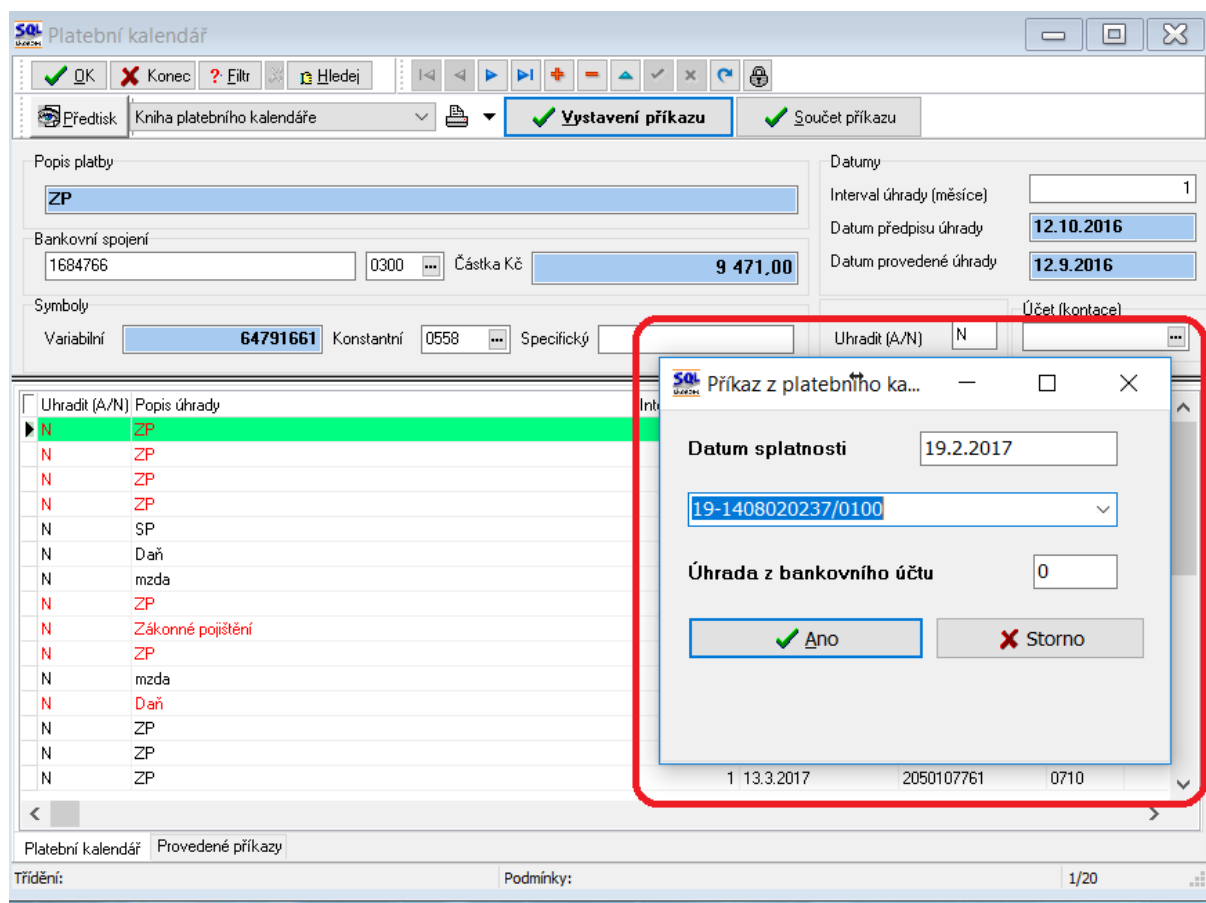 SQL Platební kalendář
OK Konec ? Filtr Hledej
Předtisk Kniha platebního kalendáře Vystavení příkazu Součet příkazu
Popis platby
ZP
Datumy
Interval úhrady (měsíce) 1
Datum předpisu úhrady 12.10.2016
Datum provedené úhrady 12.9.2016
Bankovní spojení
1684766 0300 ... Částka Kč 9 471,00
Symboly
Variabilní 64791661 Konstantní 0558 ... Specifický
Uhradit (A/N) N
Účet (kontace)
...
Uhradit (A/N) Popis úhrady Inte
N ZP
N ZP
N ZP
N ZP
N SP
N Daň
N mzda
N ZP
N Zákonné pojištění
N ZP
N mzda
N Daň
N ZP
N ZP
N ZP 1 13.3.2017 2050107761 0710
SQL Příkaz z platebního ka...
Datum splatnosti 19.2.2017
19-1408020237/0100
Úhrada z bankovního účtu 0
Ano Storno
Platební kalendář Provedené příkazy
Třídění: Podmínky: 1/20